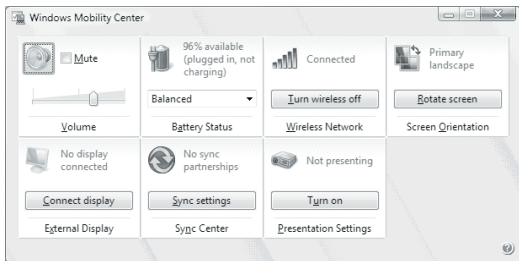 Windows Mobility Center
Mute
Volume
96% available
(plugged in, not
charging)
Balanced
Battery Status
Connected
Turn wireless off
Wireless Network
Primary
landscape
Rotate screen
Screen Orientation
No display
connected
Connect display
External Display
No sync
partnerships
Sync settings
Sync Center
Not presenting
Turn on
Presentation Settings
?